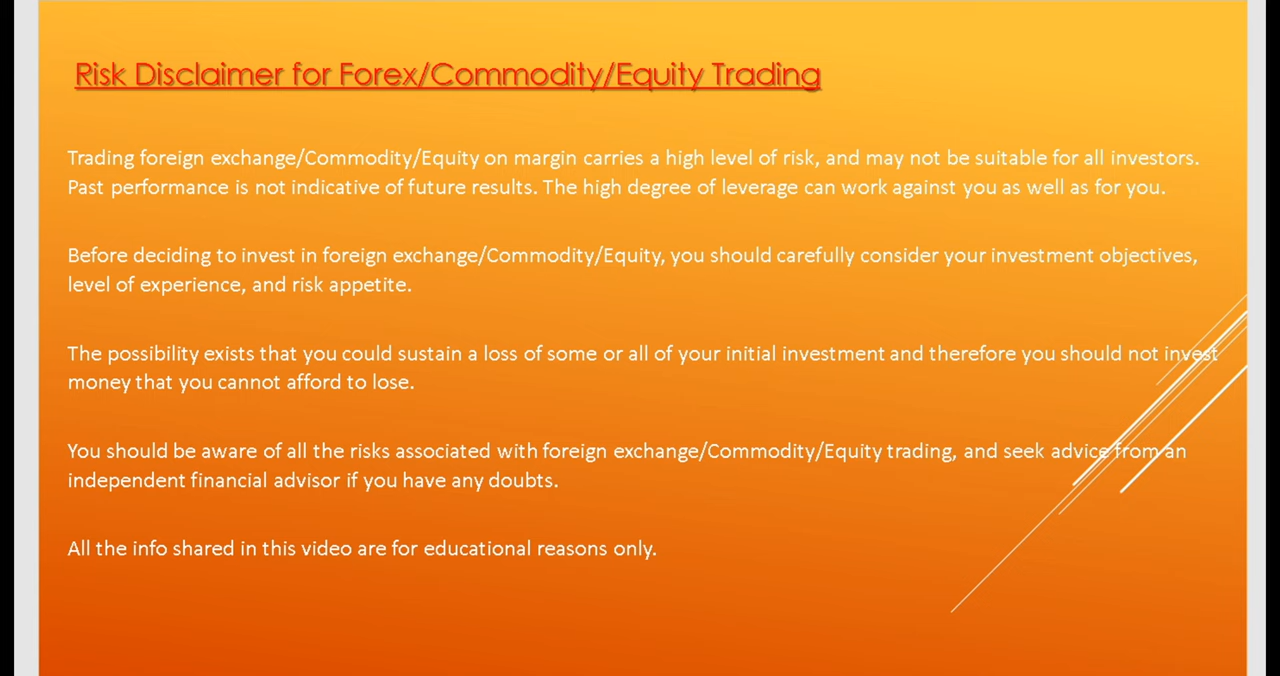 Risk Disclaimer for Forex/Commodity/Equity Trading
Trading foreign exchange/Commodity/Equity on margin carries a high level of risk, and may not be suitable for all investors.
Past performance is not indicative of future results. The high degree of leverage can work against you as well as for you.
Before deciding to invest in foreign exchange/Commodity/Equity, you should carefully consider your investment objectives,
level of experience, and risk appetite.
The possibility exists that you could sustain a loss of some or all of your initial investment and therefore you should not invest
money that you cannot afford to lose.
You should be aware of all the risks associated with foreign exchange/Commodity/Equity trading, and seek advice from an
independent financial advisor if you have any doubts.
All the info shared in this video are for educational reasons only.